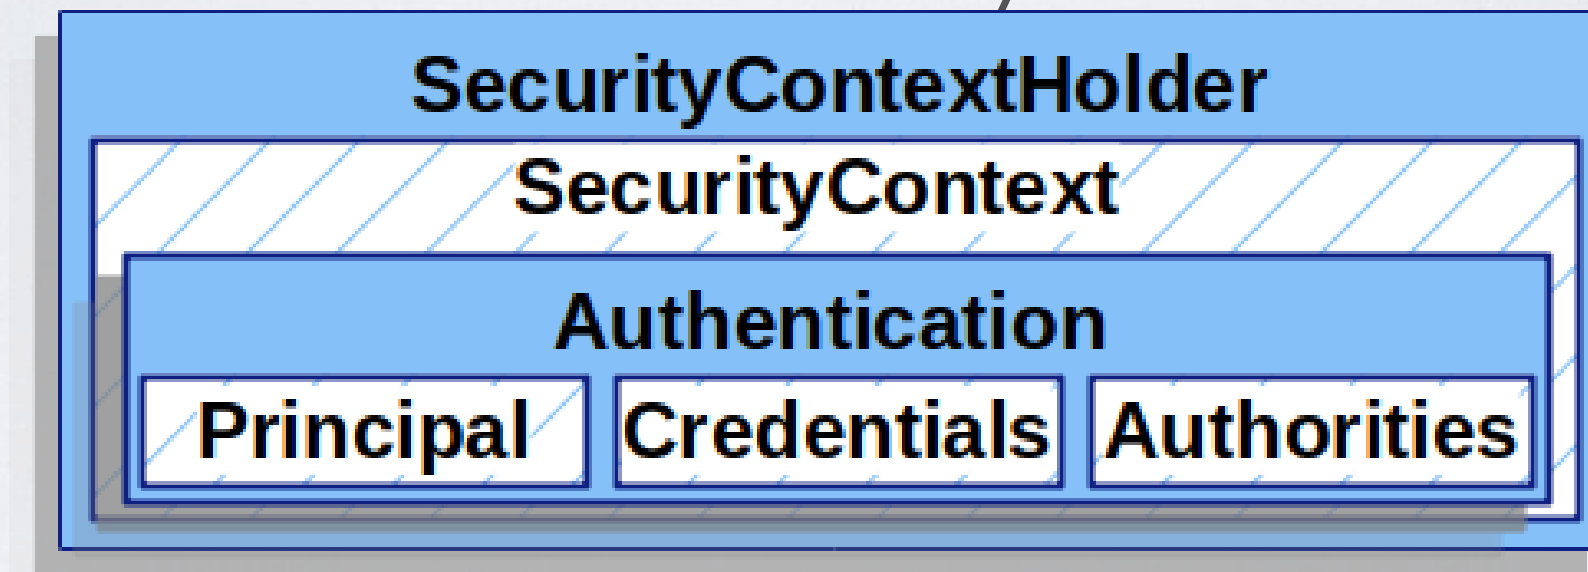 SecurityContextHolder
SecurityContext
Authentication
Principal Credentials Authorities